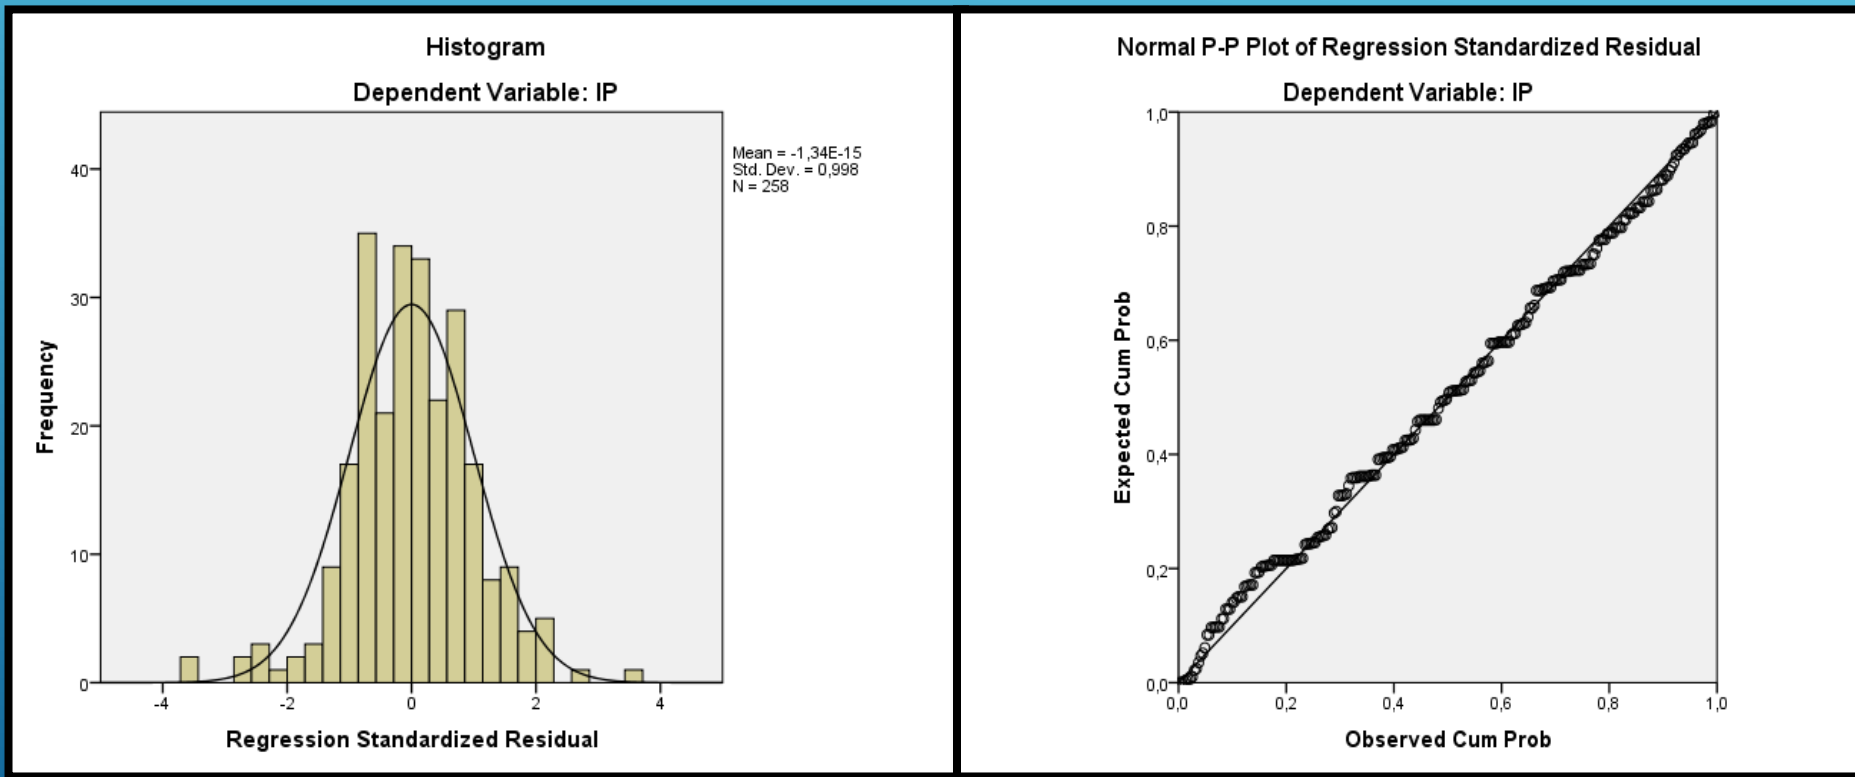 Histogram
Dependent Variable: IP
Mean = -1,34E-15
Std. Dev. = 0,998
N = 258
40
30
20
10
0
Frequency
-4 -2 0 2 4
Regression Standardized Residual
Normal P-P Plot of Regression Standardized Residual
Dependent Variable: IP
1,0
0,8
0,6
0,4
0,2
0,0
Expected Cum Prob
0,0 0,2 0,4 0,6 0,8 1,0
Observed Cum Prob